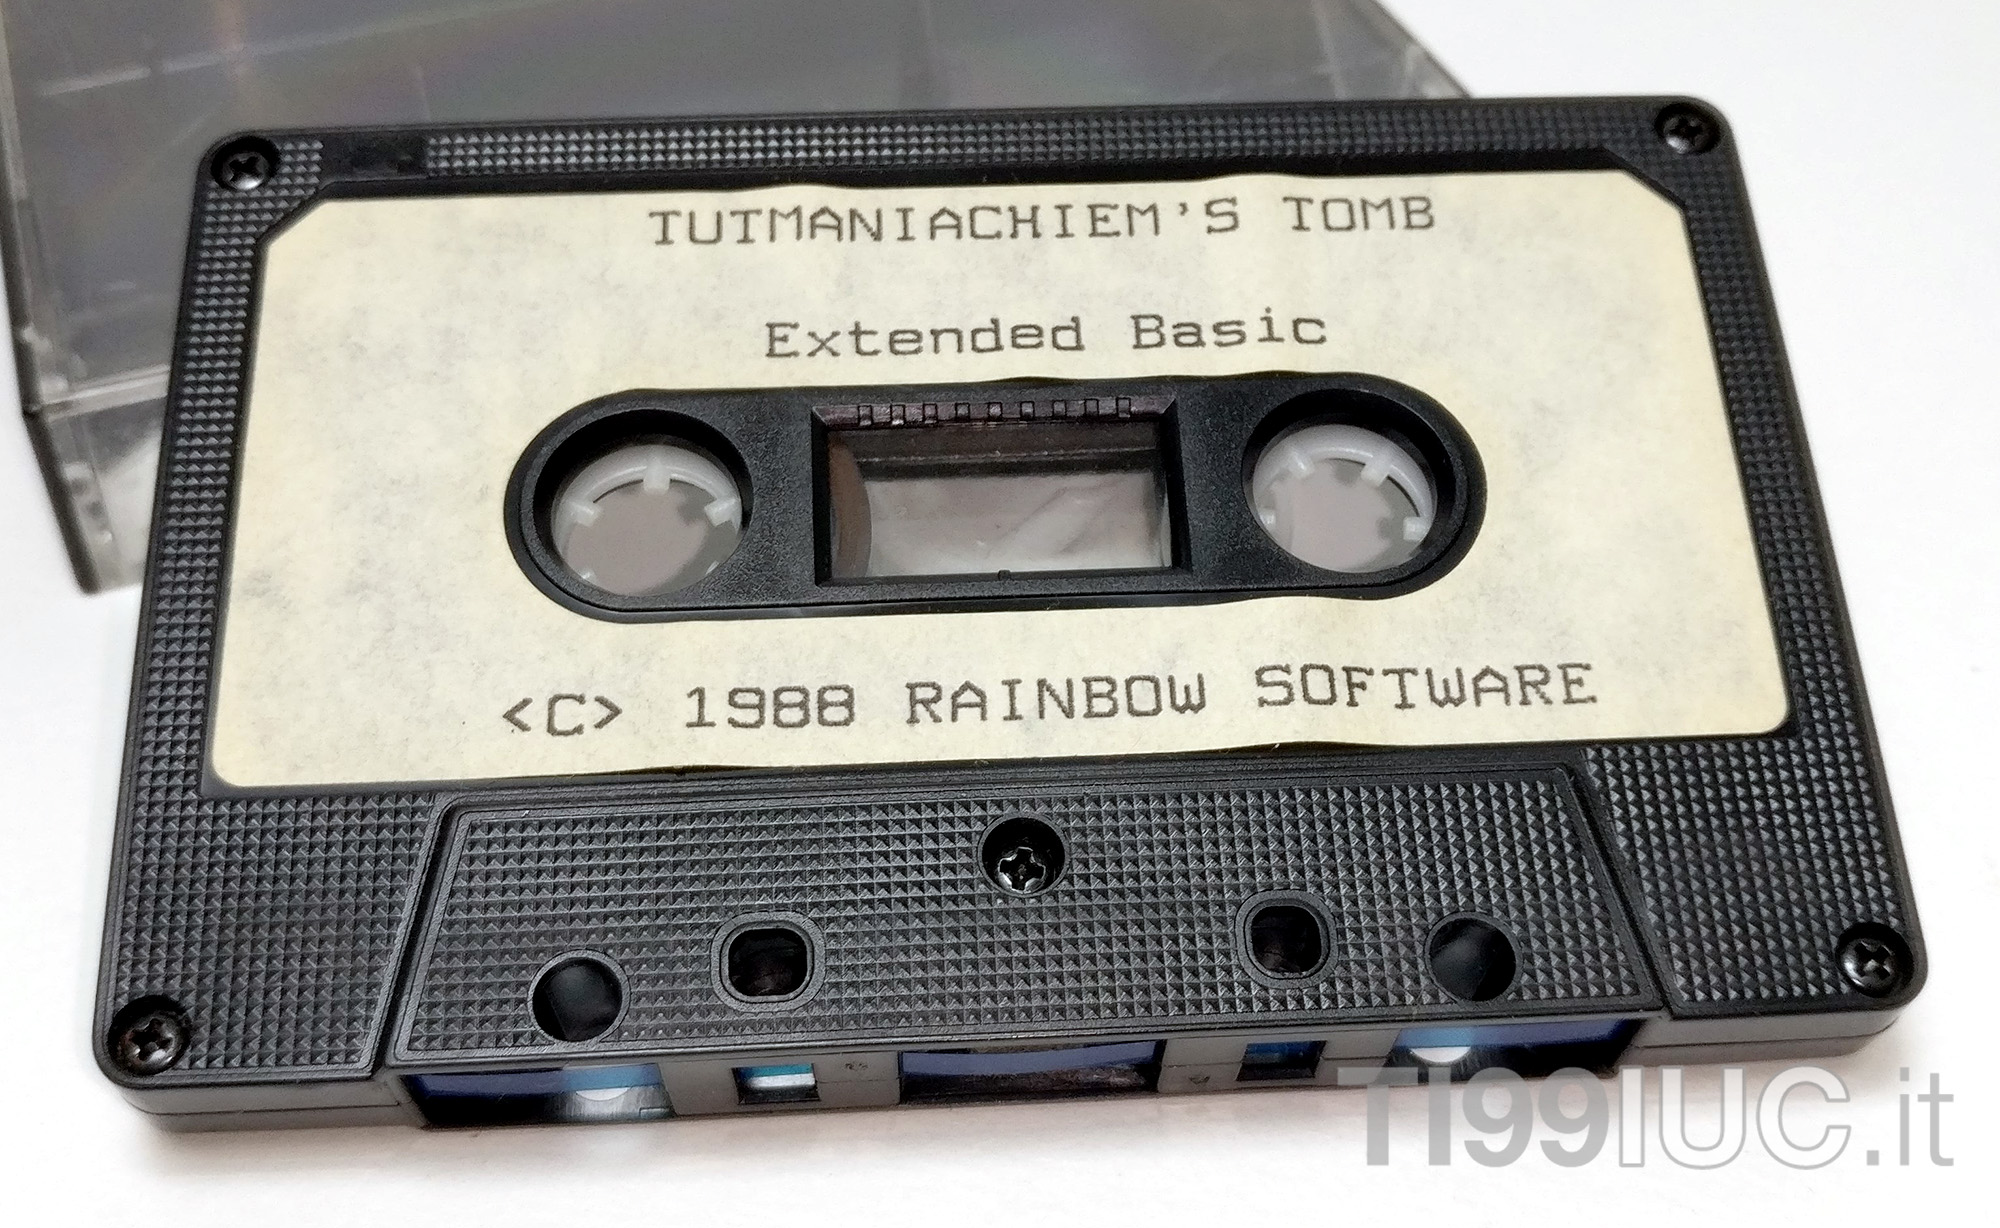 TUTMANIACHIEM'S TOMB
Extended Basic
<C> 1988 RAINBOW SOFTWARE
TI99IUC.it